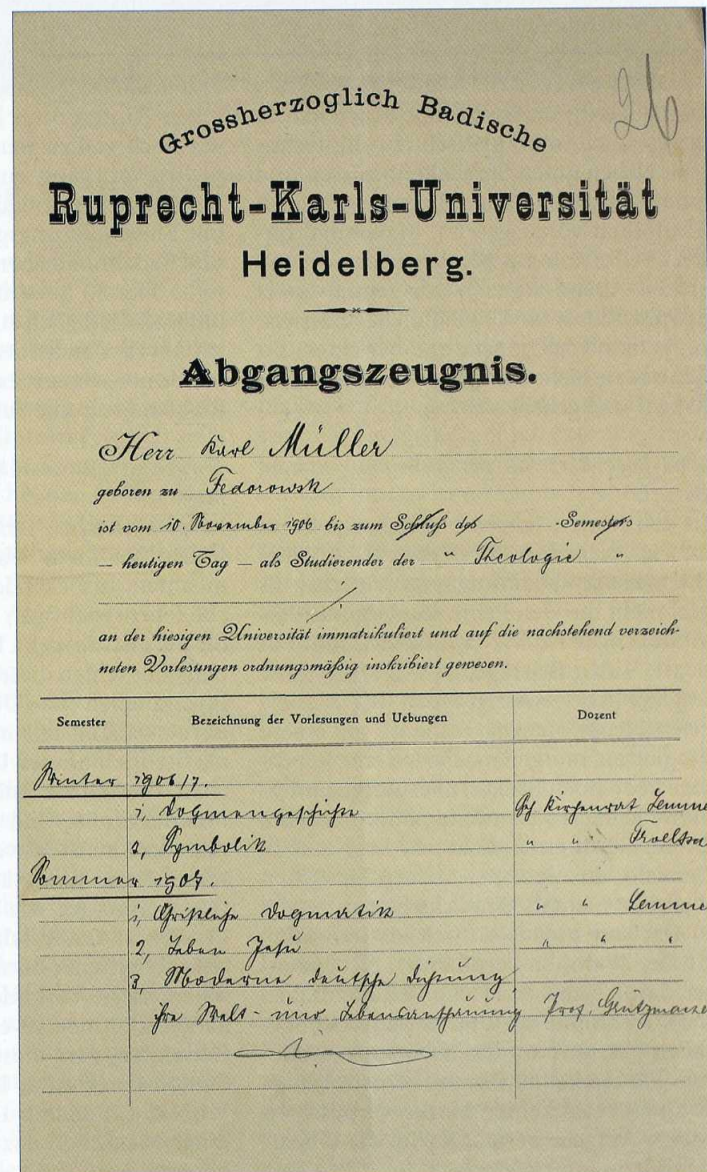 26
Grossherzoglich Badische
Ruprecht-Karls-Universität
Heidelberg.
Abgangszeugnis.
Herr Karl Müller
geboren zu Fedorowsk
ist vom 10. November 1906 bis zum Schluss des -Semesters
— heutigen Tag — als Studierender der " Theologie "
an der hiesigen Universität immatrikuliert und auf die nachstehend verzeich-
neten Vorlesungen ordnungsmässig inskribiert gewesen.
Semester Bezeichnung der Vorlesungen und Uebungen Dozent
Winter 1906/7.
1, Dogmengeschichte Geh Kirchenrat Lemme
2, Symbolik " " Troeltsch
Sommer 1907.
1, Christliche Dogmatik " " Lemme
2, Leben Jesu " " "
3, Moderne deutsche Dichtung
ihre Welt- und Lebensanschauung Prof. Grützmacher